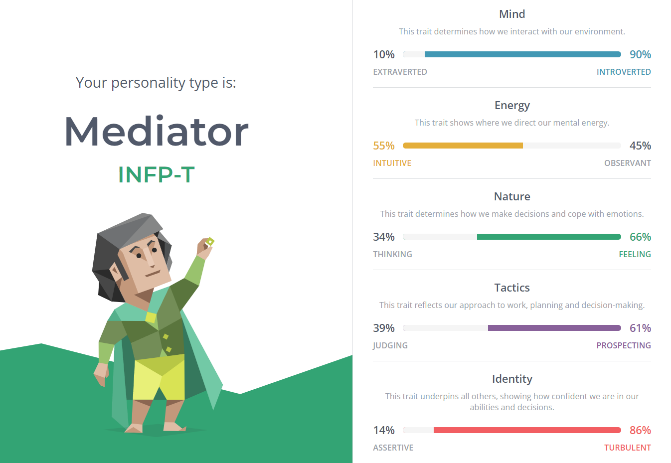 Your personality type is:
Mediator
INFP-T
Mind
This trait determines how we interact with our environment.
10% 90%
EXTRAVERTED INTROVERTED
Energy
This trait shows where we direct our mental energy.
55% 45%
INTUITIVE OBSERVANT
Nature
This trait determines how we make decisions and cope with emotions.
34% 66%
THINKING FEELING
Tactics
This trait reflects our approach to work, planning and decision-making.
39% 61%
JUDGING PROSPECTING
Identity
This trait underpins all others, showing how confident we are in our
abilities and decisions.
14% 86%
ASSERTIVE TURBULENT